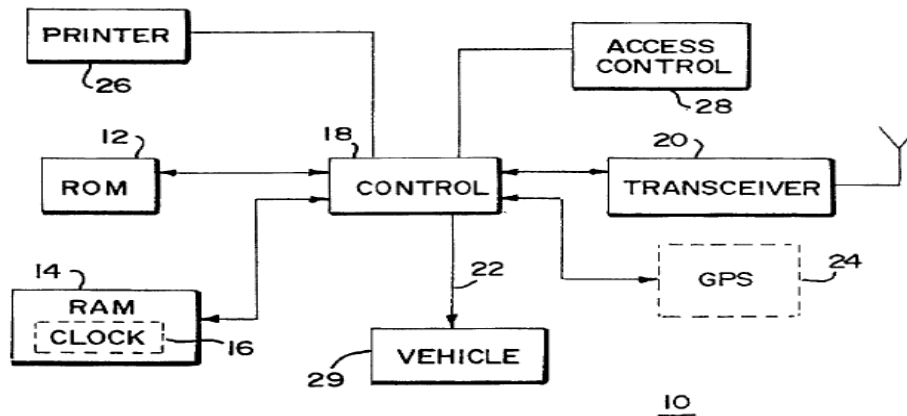 PRINTER
26
ACCESS
CONTROL
28
12
ROM
18
CONTROL
20
TRANSCEIVER
14
RAM
CLOCK
16
22
GPS
24
29
VEHICLE
10